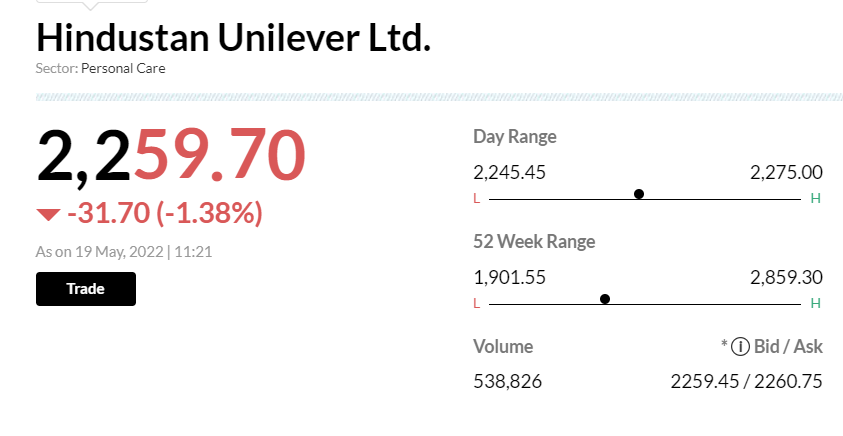 Hindustan Unilever Ltd.
Sector: Personal Care
2,259.70
-31.70 (-1.38%)
As on 19 May, 2022 | 11:21
Trade
Day Range
2,245.45 2,275.00
L H
52 Week Range
1,901.55 2,859.30
L H
Volume * i Bid / Ask
538,826 2259.45 / 2260.75